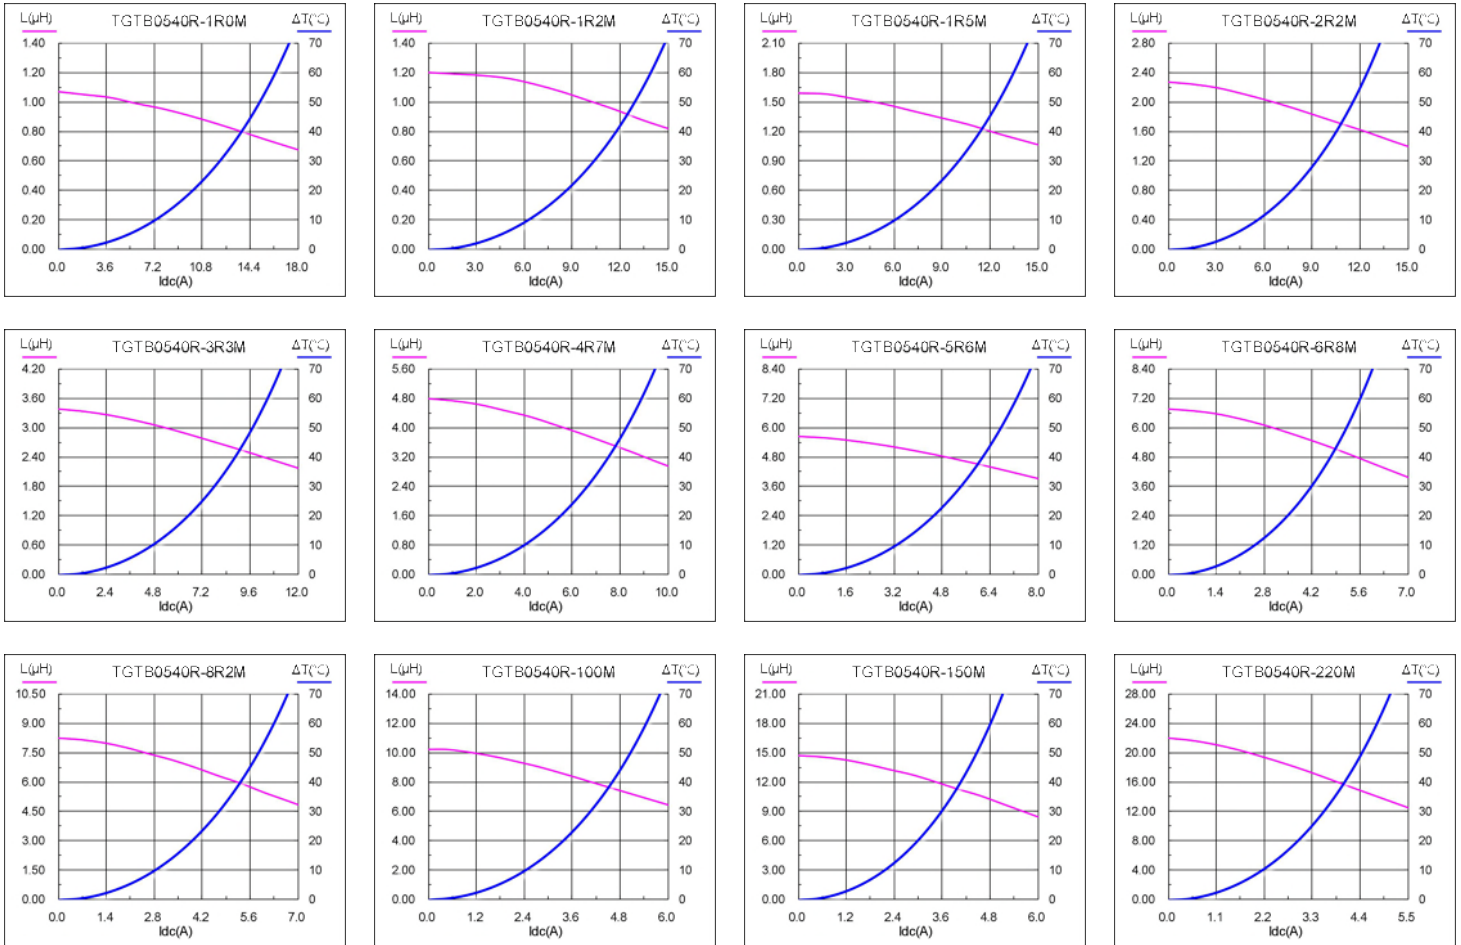 L(µH) TGTB0540R-1R0M ΔT(℃)
1.40 70
1.20 60
1.00 50
0.80 40
0.60 30
0.40 20
0.20 10
0.00 0
0.0 3.6 7.2 10.8 14.4 18.0
Idc(A)
L(µH) TGTB0540R-1R2M ΔT(℃)
1.40 70
1.20 60
1.00 50
0.80 40
0.60 30
0.40 20
0.20 10
0.00 0
0.0 3.0 6.0 9.0 12.0 15.0
Idc(A)
L(µH) TGTB0540R-1R5M ΔT(℃)
2.10 70
1.80 60
1.50 50
1.20 40
0.90 30
0.60 20
0.30 10
0.00 0
0.0 3.0 6.0 9.0 12.0 15.0
Idc(A)
L(µH) TGTB0540R-2R2M ΔT(℃)
2.80 70
2.40 60
2.00 50
1.60 40
1.20 30
0.80 20
0.40 10
0.00 0
0.0 3.0 6.0 9.0 12.0 15.0
Idc(A)
L(µH) TGTB0540R-3R3M ΔT(℃)
4.20 70
3.60 60
3.00 50
2.40 40
1.80 30
1.20 20
0.60 10
0.00 0
0.0 2.4 4.8 7.2 9.6 12.0
Idc(A)
L(µH) TGTB0540R-4R7M ΔT(℃)
5.60 70
4.80 60
4.00 50
3.20 40
2.40 30
1.60 20
0.80 10
0.00 0
0.0 2.0 4.0 6.0 8.0 10.0
Idc(A)
L(µH) TGTB0540R-5R6M ΔT(℃)
8.40 70
7.20 60
6.00 50
4.80 40
3.60 30
2.40 20
1.20 10
0.00 0
0.0 1.6 3.2 4.8 6.4 8.0
Idc(A)
L(µH) TGTB0540R-6R8M ΔT(℃)
8.40 70
7.20 60
6.00 50
4.80 40
3.60 30
2.40 20
1.20 10
0.00 0
0.0 1.4 2.8 4.2 5.6 7.0
Idc(A)
L(µH) TGTB0540R-8R2M ΔT(℃)
10.50 70
9.00 60
7.50 50
6.00 40
4.50 30
3.00 20
1.50 10
0.00 0
0.0 1.4 2.8 4.2 5.6 7.0
Idc(A)
L(µH) TGTB0540R-100M ΔT(℃)
14.00 70
12.00 60
10.00 50
8.00 40
6.00 30
4.00 20
2.00 10
0.00 0
0.0 1.2 2.4 3.6 4.8 6.0
Idc(A)
L(µH) TGTB0540R-150M ΔT(℃)
21.00 70
18.00 60
15.00 50
12.00 40
9.00 30
6.00 20
3.00 10
0.00 0
0.0 1.2 2.4 3.6 4.8 6.0
Idc(A)
L(µH) TGTB0540R-220M ΔT(℃)
28.00 70
24.00 60
20.00 50
16.00 40
12.00 30
8.00 20
4.00 10
0.00 0
0.0 1.1 2.2 3.3 4.4 5.5
Idc(A)